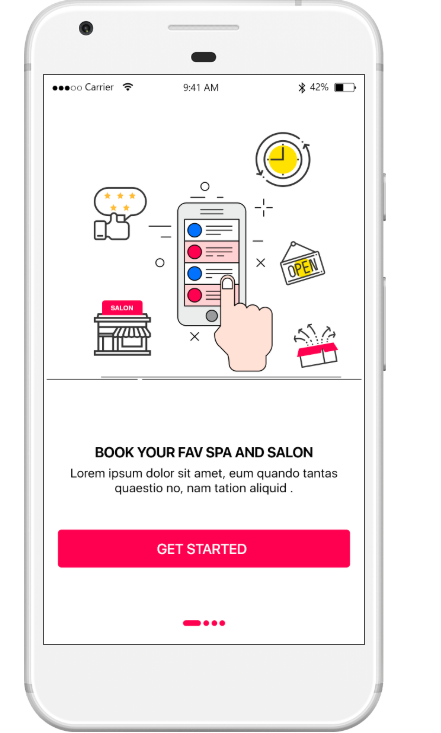 Carrier 9:41 AM 42%
OPEN
SALON
BOOK YOUR FAV SPA AND SALON
Lorem ipsum dolor sit amet, eum quando tantas
quaestio no, nam tation aliquid .
GET STARTED